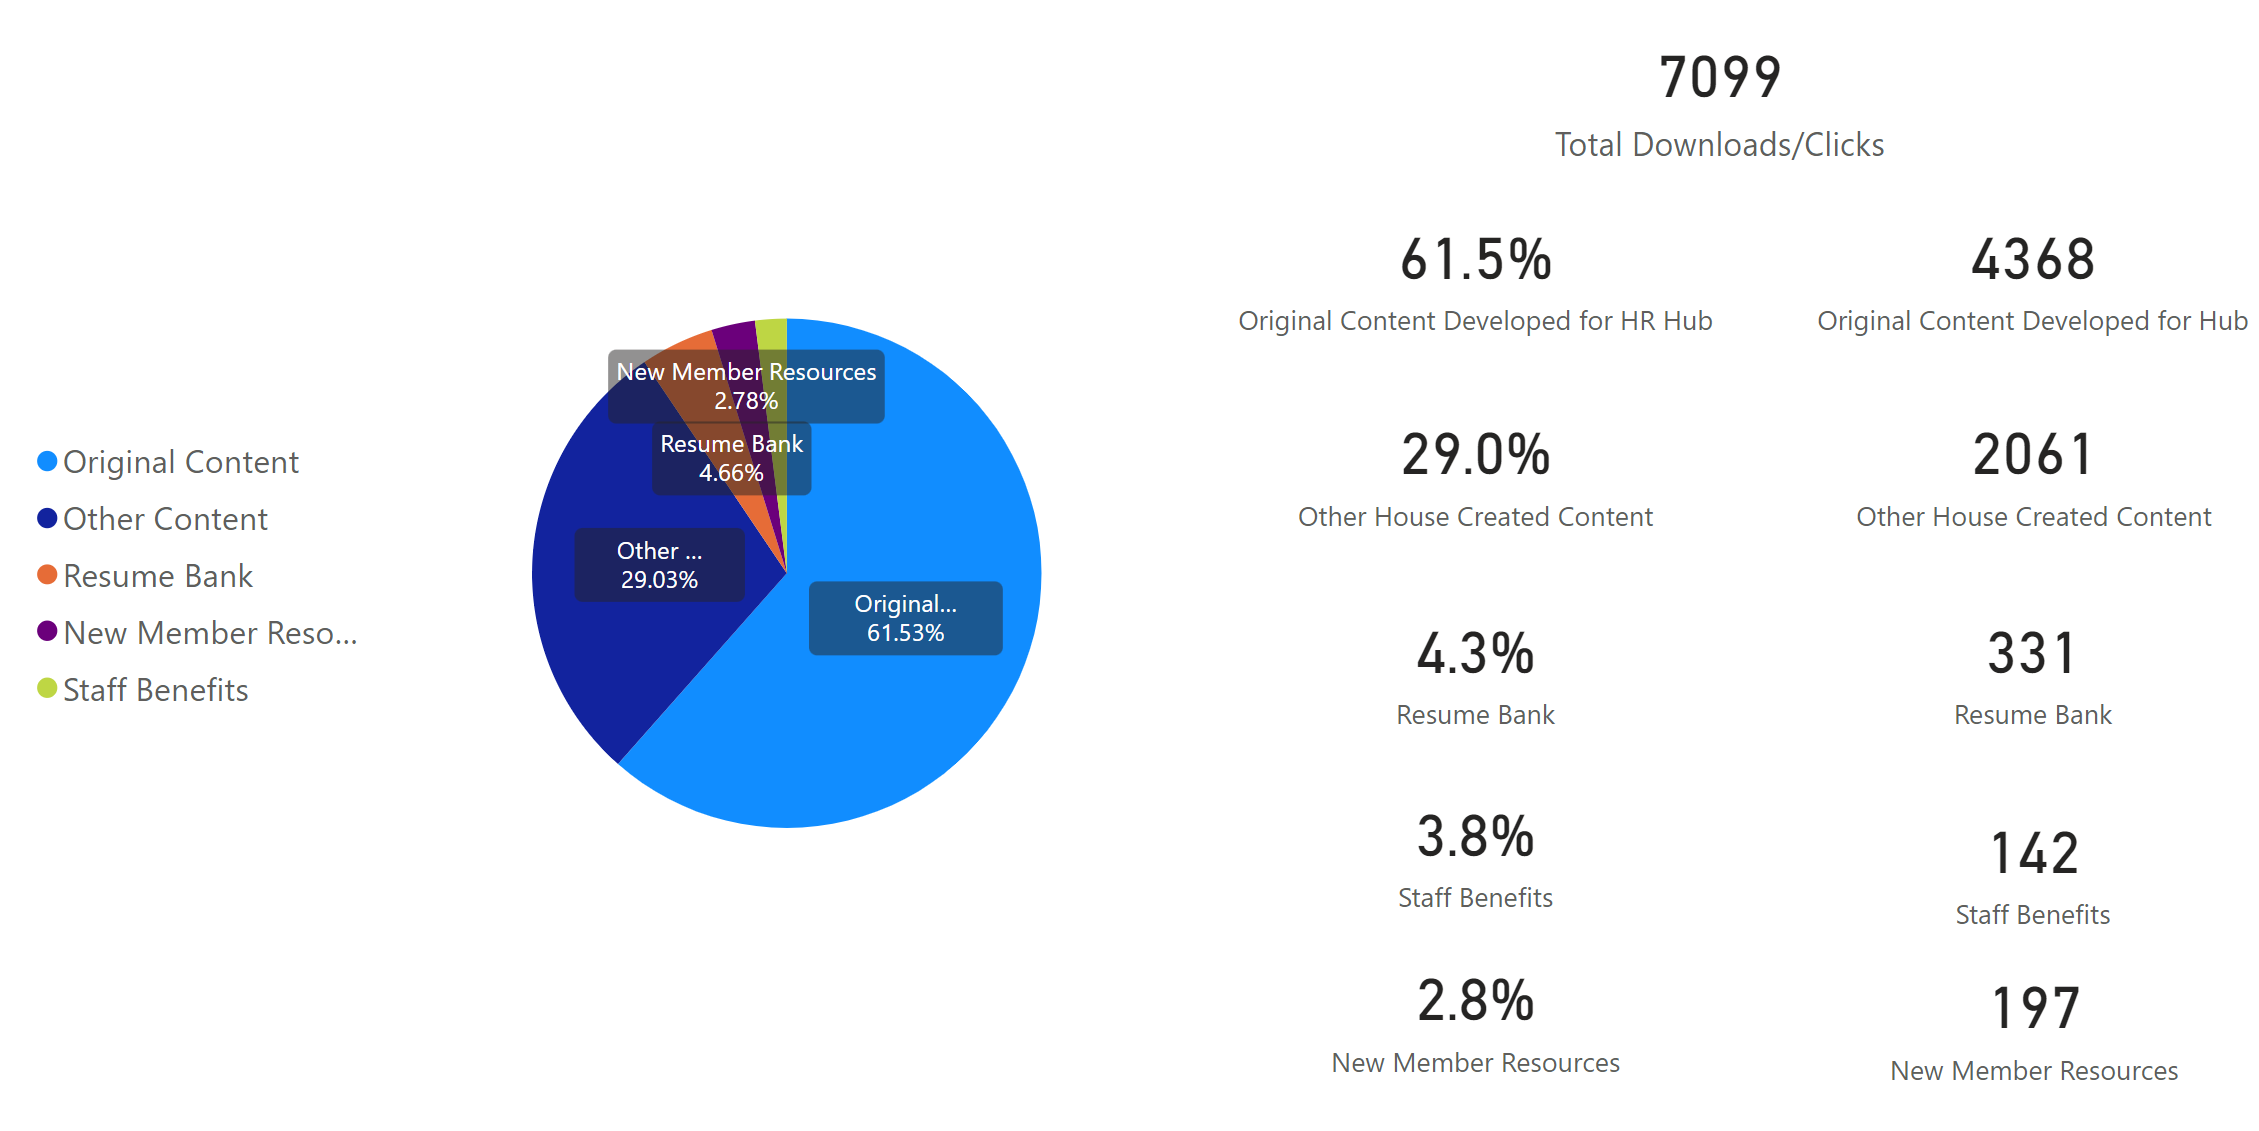 Original Content
Other Content
Resume Bank
New Member Reso...
Staff Benefits
New Member Resources
2.78%
Resume Bank
4.66%
Other ...
29.03%
Original...
61.53%
7099
Total Downloads/Clicks
61.5%
Original Content Developed for HR Hub
4368
Original Content Developed for Hub
29.0%
Other House Created Content
2061
Other House Created Content
4.3%
Resume Bank
331
Resume Bank
3.8%
Staff Benefits
142
Staff Benefits
2.8%
New Member Resources
197
New Member Resources